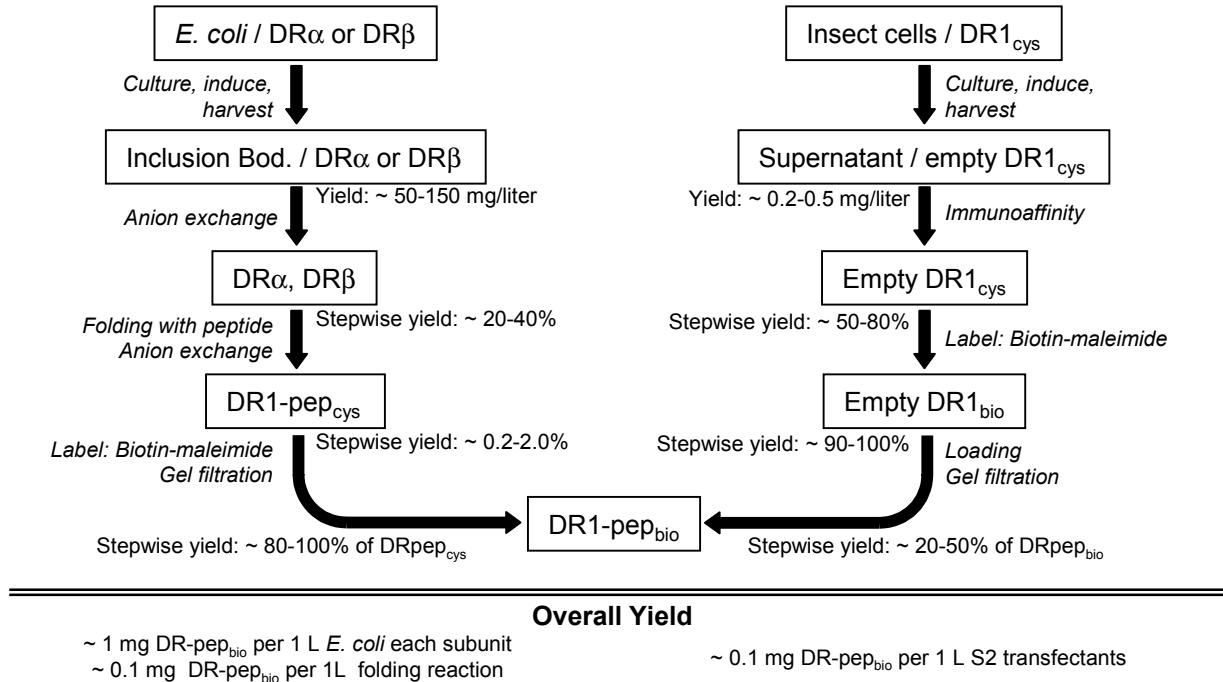 E. coli / DRα or DRβ
Culture, induce,
harvest
Inclusion Bod. / DRα or DRβ
Yield: ~ 50-150 mg/liter
Anion exchange
DRα, DRβ
Folding with peptide
Anion exchange
Stepwise yield: ~ 20-40%
DR1-pepcys
Label: Biotin-maleimide
Gel filtration
Stepwise yield: ~ 0.2-2.0%
Stepwise yield: ~ 80-100% of DRpepcys
Insect cells / DR1cys
Culture, induce,
harvest
Supernatant / empty DR1cys
Yield: ~ 0.2-0.5 mg/liter
Immunoaffinity
Empty DR1cys
Stepwise yield: ~ 50-80%
Label: Biotin-maleimide
Empty DR1bio
Stepwise yield: ~ 90-100%
Loading
Gel filtration
DR1-pepbio
Stepwise yield: ~ 20-50% of DRpepbio
Overall Yield
~ 1 mg DR-pepbio per 1 L E. coli each subunit
~ 0.1 mg DR-pepbio per 1L folding reaction
~ 0.1 mg DR-pepbio per 1 L S2 transfectants